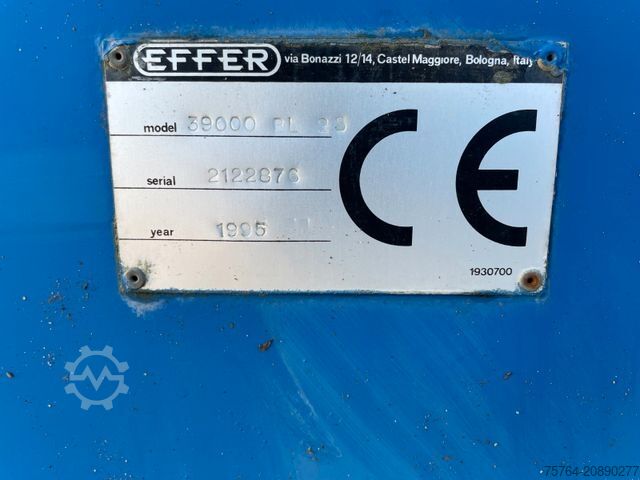 EFFER via Bonazzi 12/14, Castel Maggiore, Bologna, Italy
model 39000
serial 2122876
year 1995
CE
1930700
75764-20890277